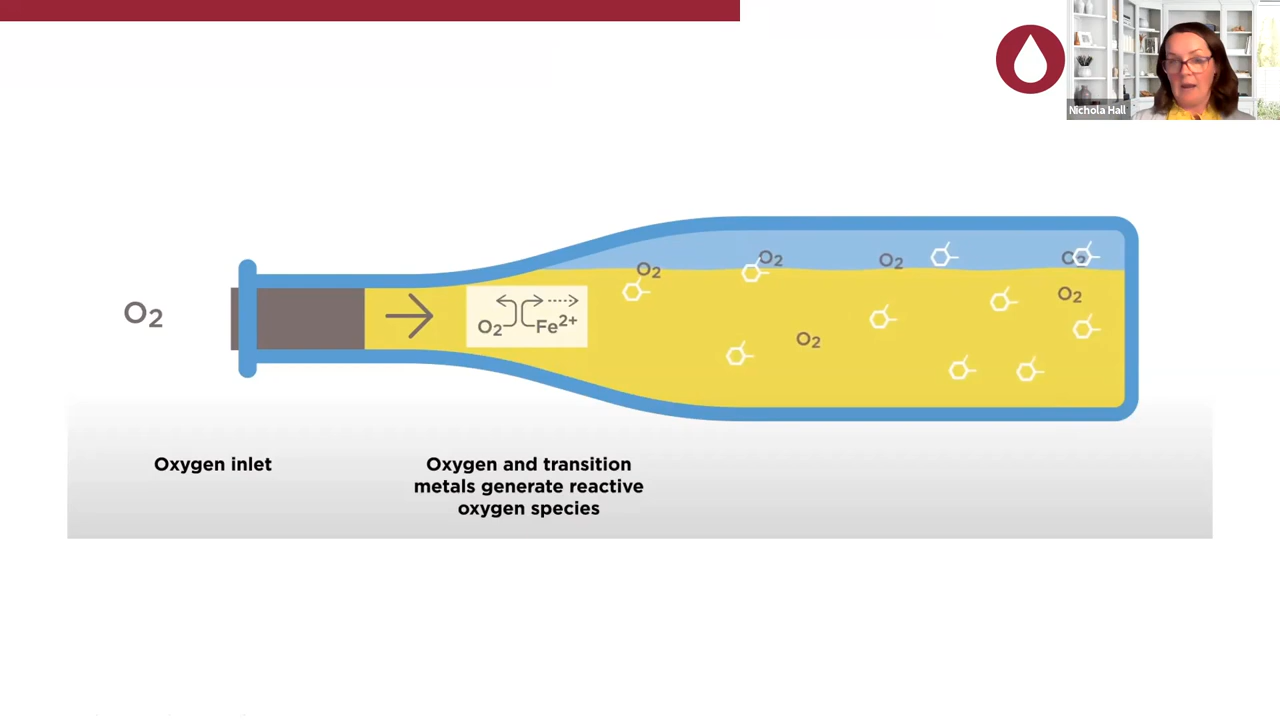 Nichola Hall
O2
O2
Fe2+
O2
O2
O2
O2
O2
O2
Oxygen inlet
Oxygen and transition
metals generate reactive
oxygen species